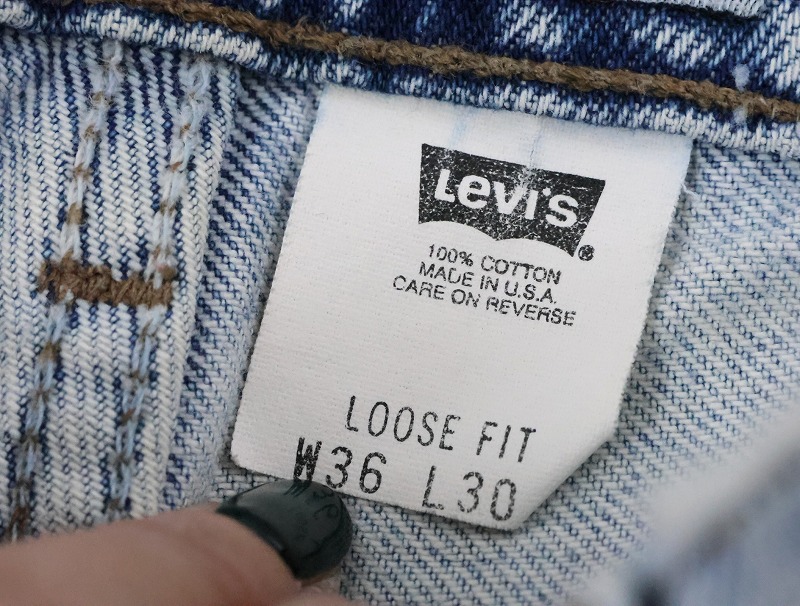 Levi's®
100% COTTON
MADE IN U.S.A.
CARE ON REVERSE
LOOSE FIT
W36 L30